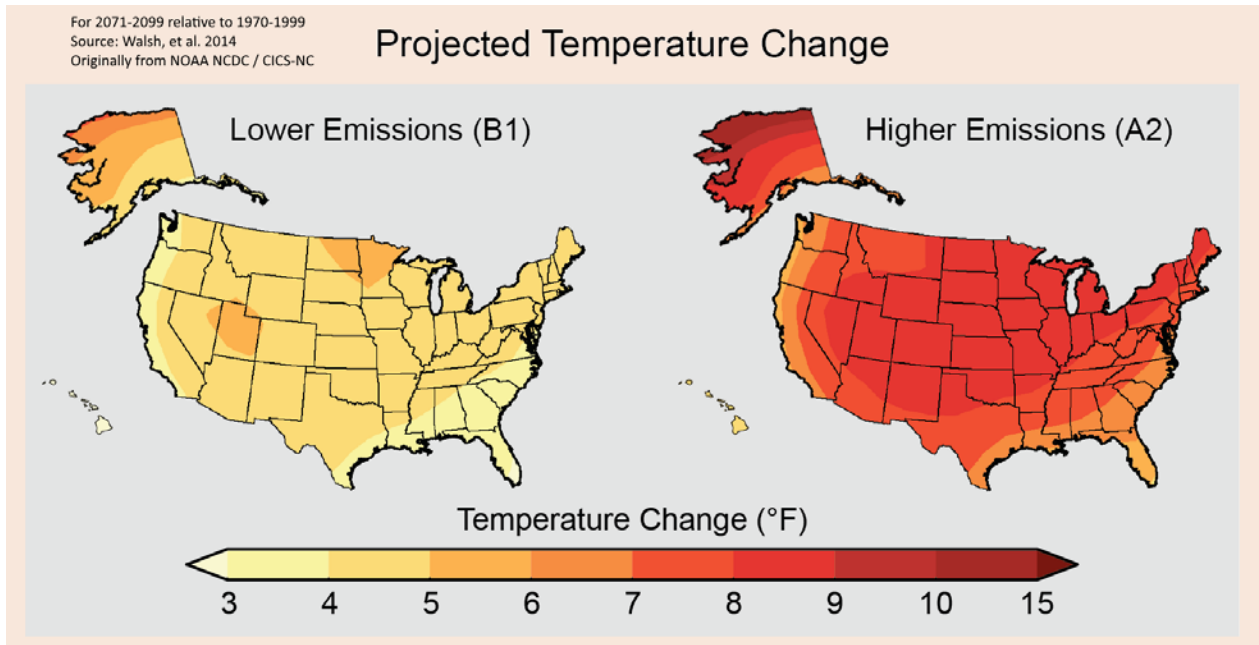 For 2071-2099 relative to 1970-1999
Source: Walsh, et al. 2014
Originally from NOAA NCDC / CICS-NC
Projected Temperature Change
Lower Emissions (B1)
Higher Emissions (A2)
Temperature Change (°F)
3 4 5 6 7 8 9 10 15